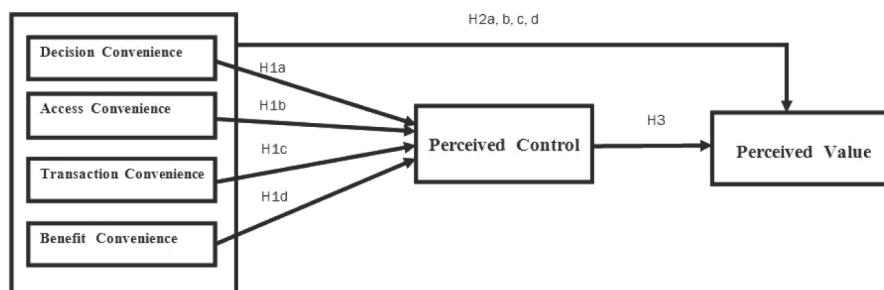 H2a, b, c, d
Decision Convenience
H1a
Access Convenience
H1b
Perceived Control
H3
Perceived Value
H1c
Transaction Convenience
H1d
Benefit Convenience